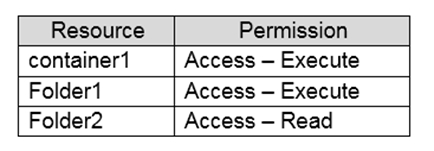 Resource Permission
container1 Access – Execute
Folder1 Access – Execute
Folder2 Access – Read